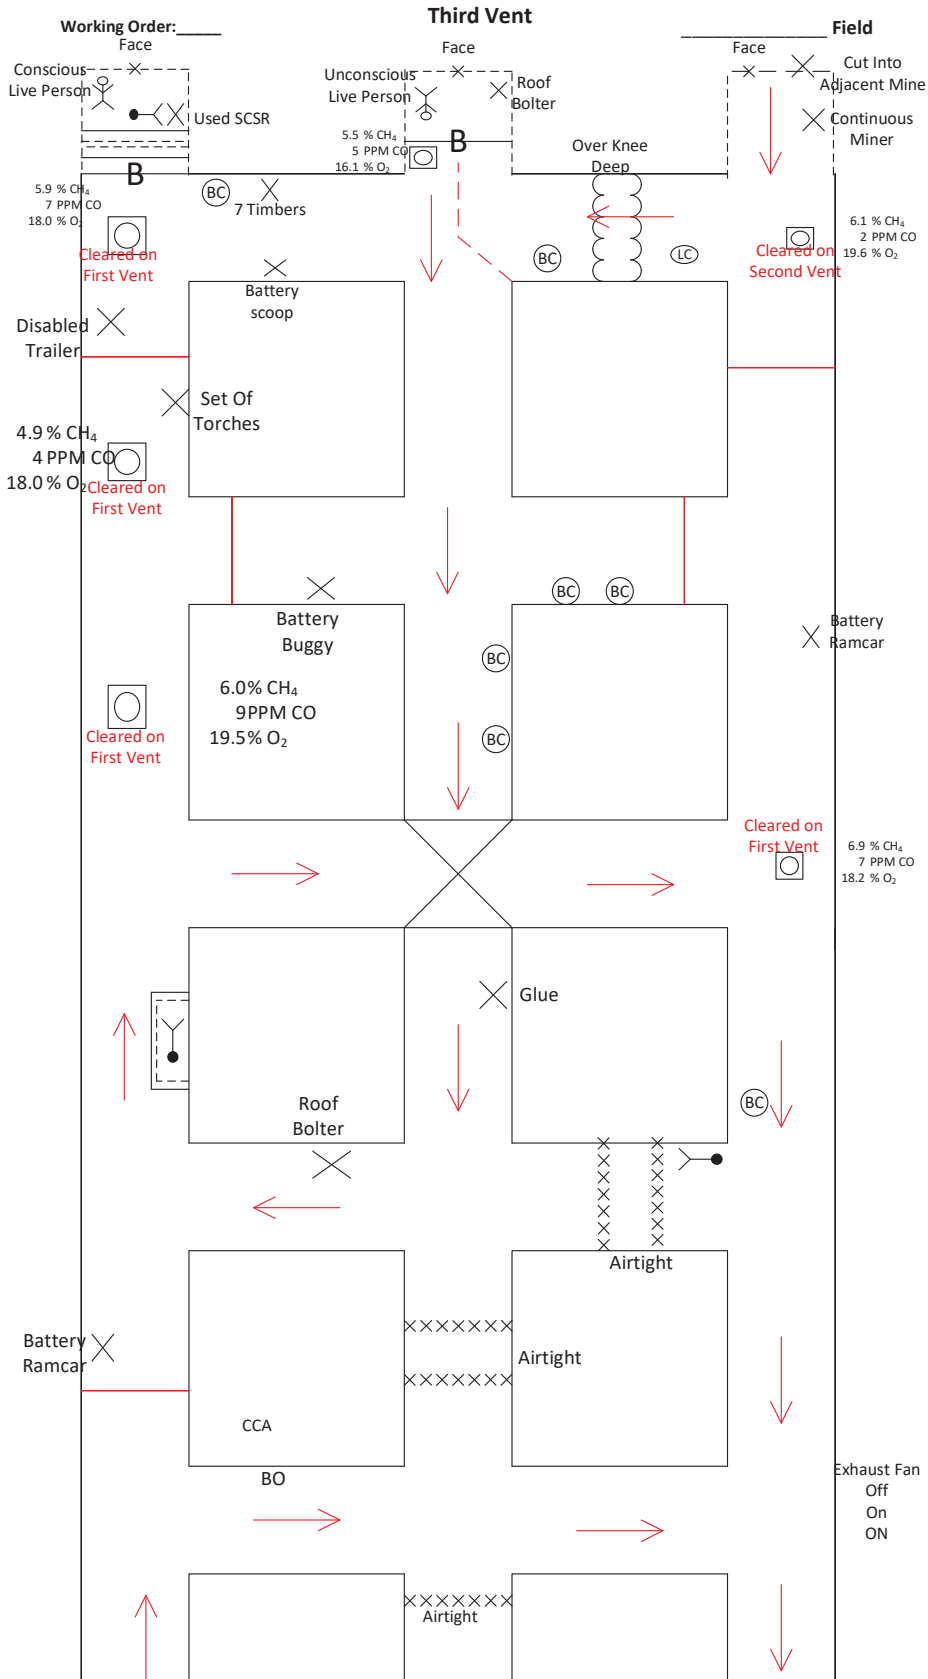 Third Vent
Working Order:_____
_______________ Field
Face
Face
Face
Conscious
Live Person
Used SCSR
Unconscious
Live Person
Roof
Bolter
Cut Into
Adjacent Mine
Continuous
Miner
B
B
5.5 % CH₄
5 PPM CO
16.1 % O₂
Over Knee
Deep
5.9 % CH₄
7 PPM CO
18.0 % O₂
BC
7 Timbers
Cleared on
First Vent
BC
LC
6.1 % CH₄
2 PPM CO
19.6 % O₂
Cleared on
Second Vent
Battery
scoop
Disabled
Trailer
Set Of
Torches
4.9 % CH₄
4 PPM CO
18.0 % O₂
Cleared on
First Vent
BC
BC
Battery
Buggy
Battery
Ramcar
BC
6.0% CH₄
9PPM CO
19.5% O₂
BC
Cleared on
First Vent
Cleared on
First Vent
6.9 % CH₄
7 PPM CO
18.2 % O₂
Glue
Roof
Bolter
BC
Airtight
Battery
Ramcar
Airtight
CCA
BO
Exhaust Fan
Off
On
ON
Airtight